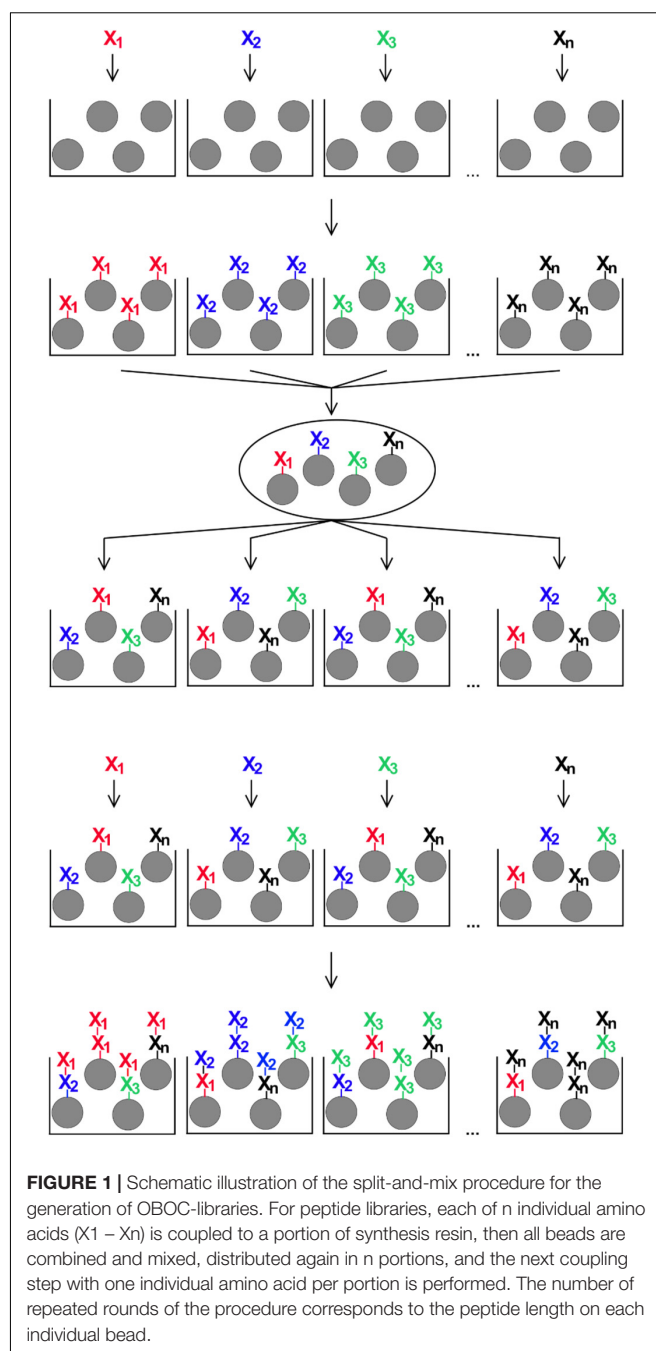 X1 X2 X3 Xn
...
X1 X1 X2 X2 X3 X3 Xn Xn
X1 X1 X2 X2 X3 X3 Xn Xn
...
X2 Xn
X1 X3
X1 Xn X2 X3 X1 Xn X2 X3
X2 X3 X1 Xn X2 X3 X1 Xn
...
X1 X2 X3 Xn
X1 Xn X2 X3 X1 Xn X2 X3
X2 X3 X1 Xn X2 X3 X1 Xn
...
X1 X1 X2 X2 X3 X3 Xn Xn
X1 X1 Xn X2 X2 X2 X2 X3 X3 X1 X3 Xn Xn X2 Xn X3
X2 X3 X1 Xn X2 X3 X1 Xn
...
FIGURE 1 | Schematic illustration of the split-and-mix procedure for the
generation of OBOC-libraries. For peptide libraries, each of n individual amino
acids (X1 – Xn) is coupled to a portion of synthesis resin, then all beads are
combined and mixed, distributed again in n portions, and the next coupling
step with one individual amino acid per portion is performed. The number of
repeated rounds of the procedure corresponds to the peptide length on each
individual bead.